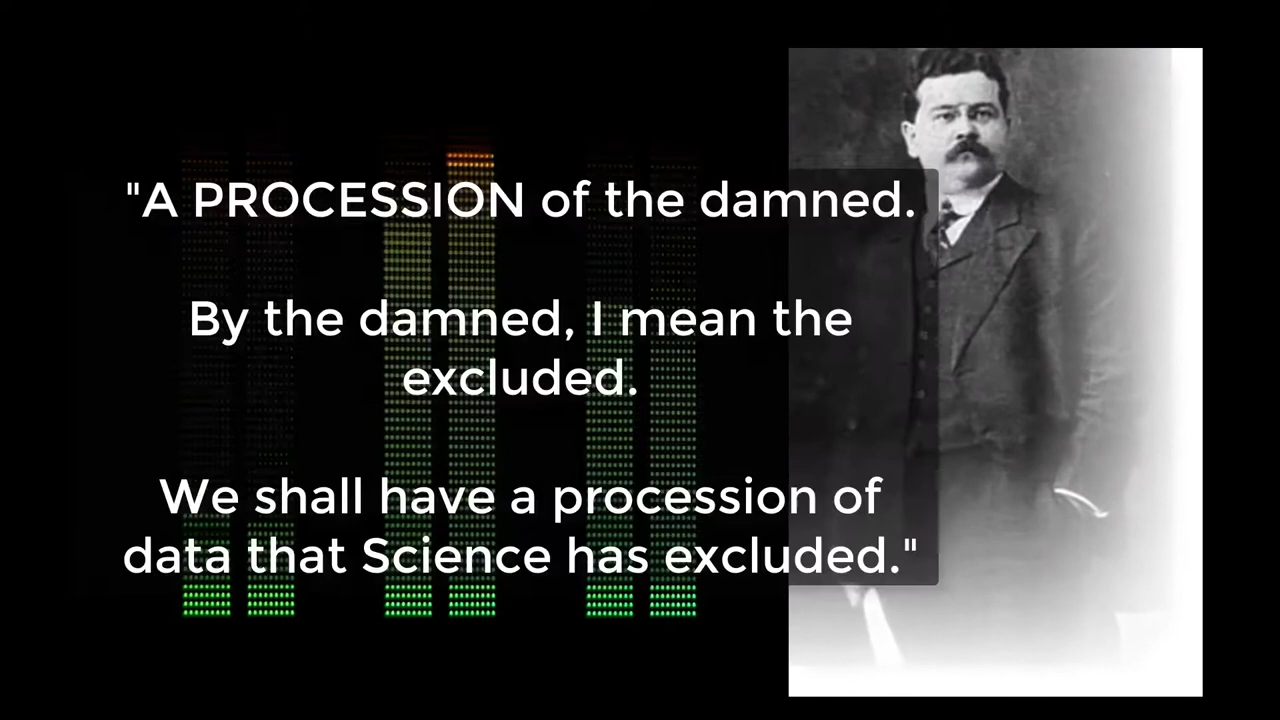 "A PROCESSION of the damned.
By the damned, I mean the
excluded.
We shall have a procession of
data that Science has excluded."